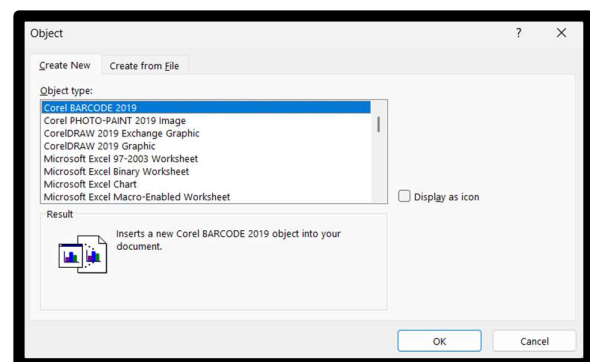 Object
?
Create New Create from File
Object type:
Corel BARCODE 2019
Corel PHOTO-PAINT 2019 Image
CorelDRAW 2019 Exchange Graphic
CorelDRAW 2019 Graphic
Microsoft Excel 97-2003 Worksheet
Microsoft Excel Binary Worksheet
Microsoft Excel Chart
Microsoft Excel Macro-Enabled Worksheet
Display as icon
Result
Inserts a new Corel BARCODE 2019 object into your
document.
OK Cancel